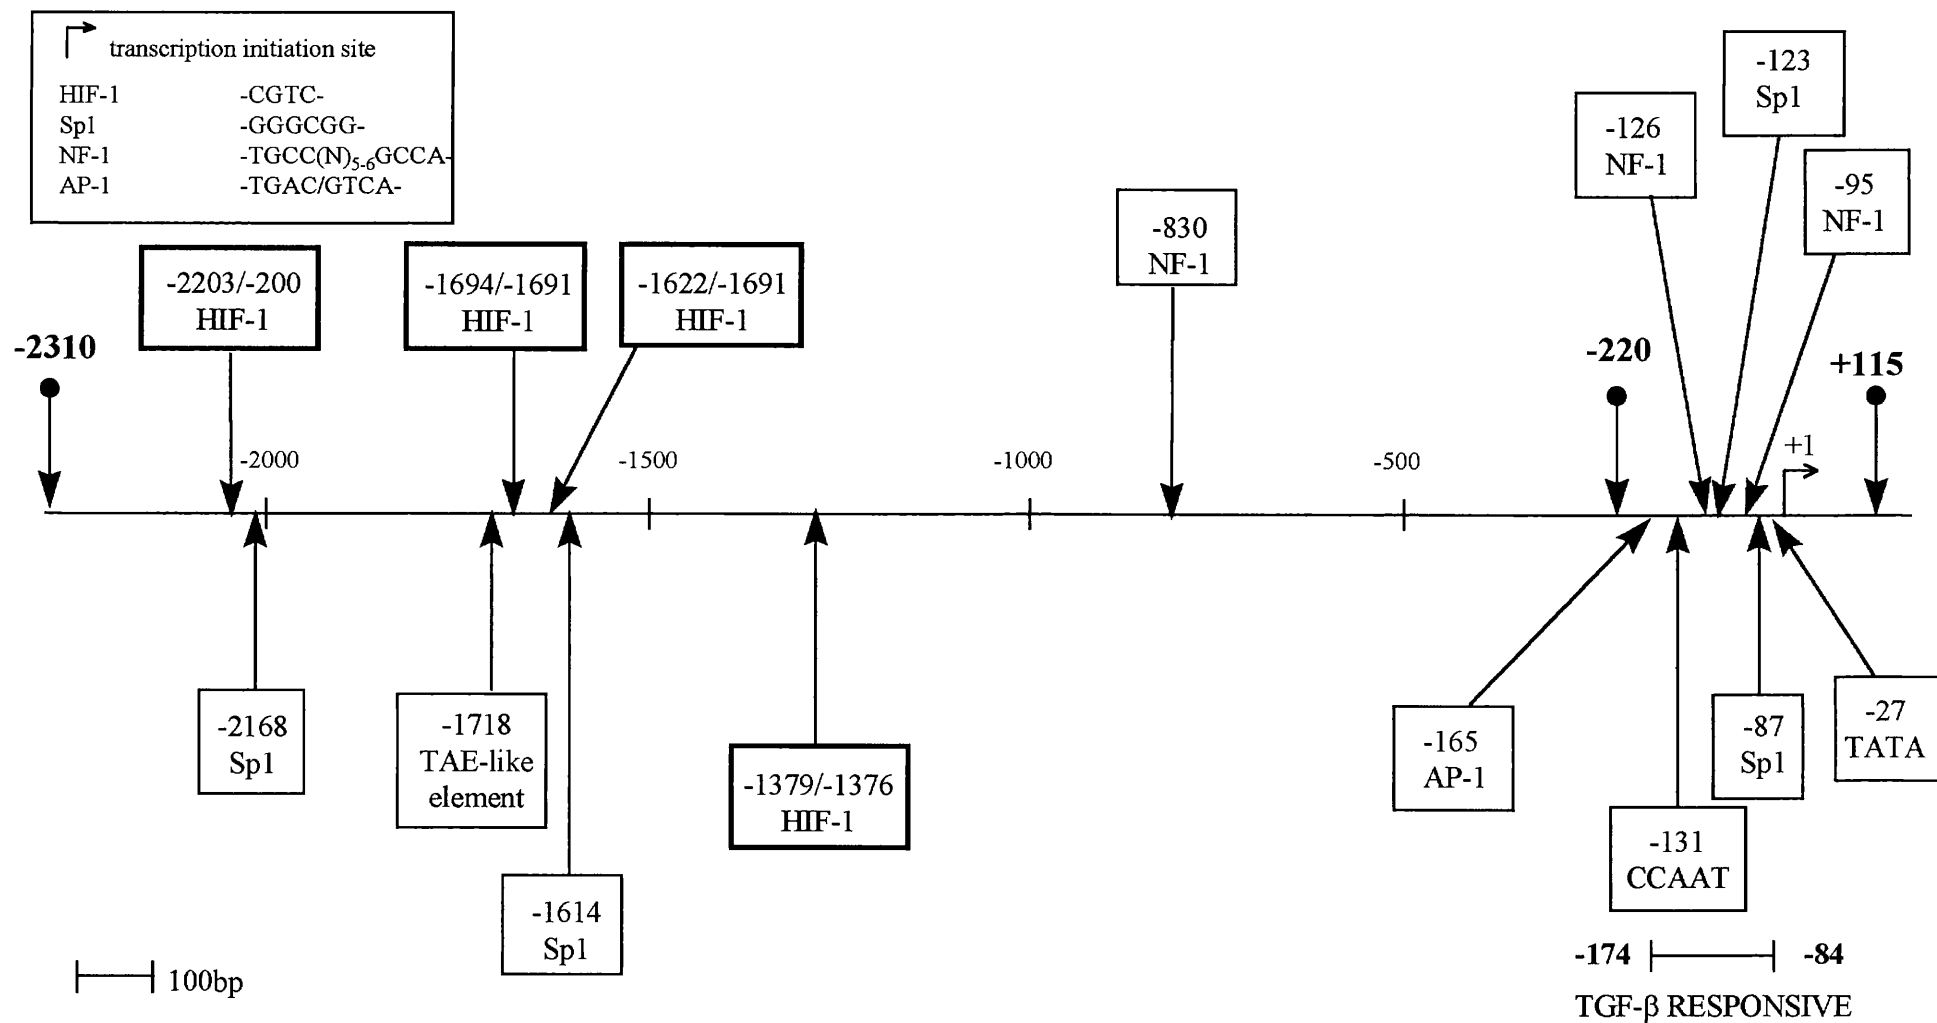 transcription initiation site
HIF-1 -CGTC-
Sp1 -GGGCGG-
NF-1 -TGCC(N)5-6GCCA-
AP-1 -TGAC/GTCA-
-123
Sp1
-126
NF-1
-95
NF-1
-830
NF-1
-2203/-200
HIF-1
-1694/-1691
HIF-1
-1622/-1691
HIF-1
-2310
-220
+115
-2000
-1500
-1000
-500
+1
-2168
Sp1
-1718
TAE-like
element
-1614
Sp1
-1379/-1376
HIF-1
-165
AP-1
-131
CCAAT
-87
Sp1
-27
TATA
100bp
-174 -84
TGF-β RESPONSIVE